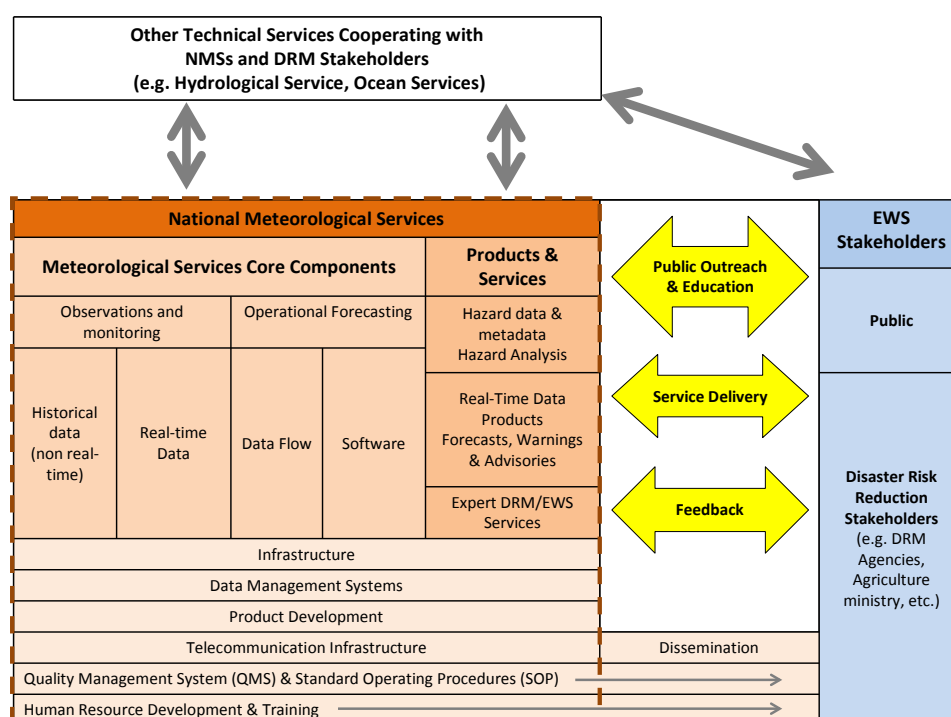 Other Technical Services Cooperating with
NMSs and DRM Stakeholders
(e.g. Hydrological Service, Ocean Services)
National Meteorological Services
Meteorological Services Core Components
Products &
Services
Observations and
monitoring
Operational Forecasting
Historical
data
(non real-
time)
Real-time
Data
Data Flow
Software
Hazard data &
metadata
Hazard Analysis
Real-Time Data
Products
Forecasts, Warnings
& Advisories
Expert DRM/EWS
Services
Infrastructure
Data Management Systems
Product Development
Telecommunication Infrastructure
Dissemination
Quality Management System (QMS) & Standard Operating Procedures (SOP)
Human Resource Development & Training
Public Outreach
& Education
Service Delivery
Feedback
EWS
Stakeholders
Public
Disaster Risk
Reduction
Stakeholders
(e.g. DRM
Agencies,
Agriculture
ministry, etc.)